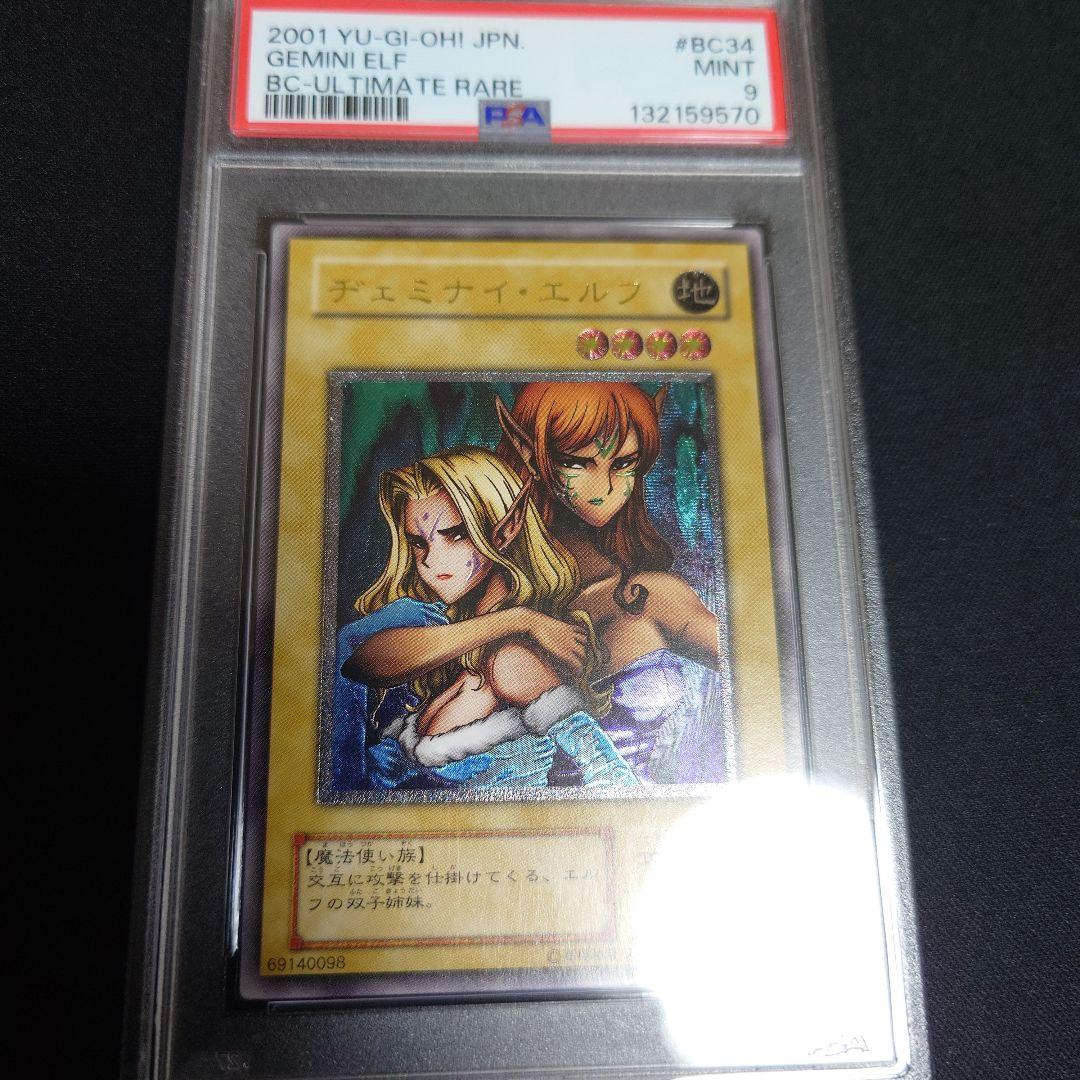 2001 YU-GI-OH! JPN. #BC34
GEMINI ELF MINT
BC-ULTIMATE RARE 9
PSA 132159570
ヂェミナイ・エルフ 地
【魔法使い族】
交互に攻撃を仕掛けてくる、エル
フの双子姉妹。
69140098